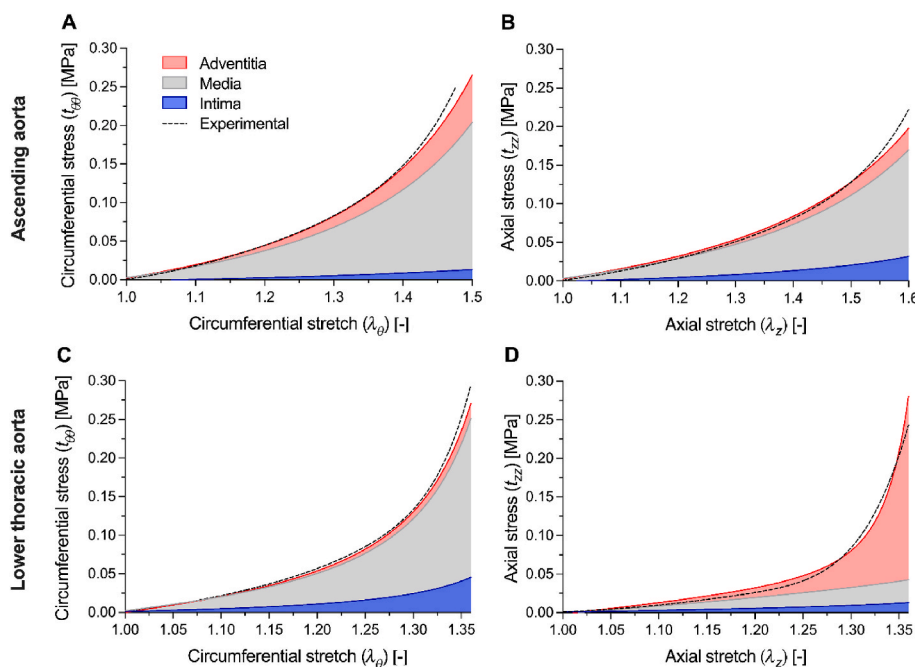 A
Ascending aorta
Circumferential stress (tθθ) [MPa]
0.30
0.25
0.20
0.15
0.10
0.05
0.00
Adventitia
Media
Intima
Experimental
1.0 1.1 1.2 1.3 1.4 1.5
Circumferential stretch (λθ) [-]
B
Axial stress (tzz) [MPa]
0.30
0.25
0.20
0.15
0.10
0.05
0.00
1.0 1.1 1.2 1.3 1.4 1.5 1.6
Axial stretch (λz) [-]
C
Lower thoracic aorta
Circumferential stress (tθθ) [MPa]
0.30
0.25
0.20
0.15
0.10
0.05
0.00
1.00 1.05 1.10 1.15 1.20 1.25 1.30 1.35
Circumferential stretch (λθ) [-]
D
Axial stress (tzz) [MPa]
0.30
0.25
0.20
0.15
0.10
0.05
0.00
1.00 1.05 1.10 1.15 1.20 1.25 1.30 1.35
Axial stretch (λz) [-]